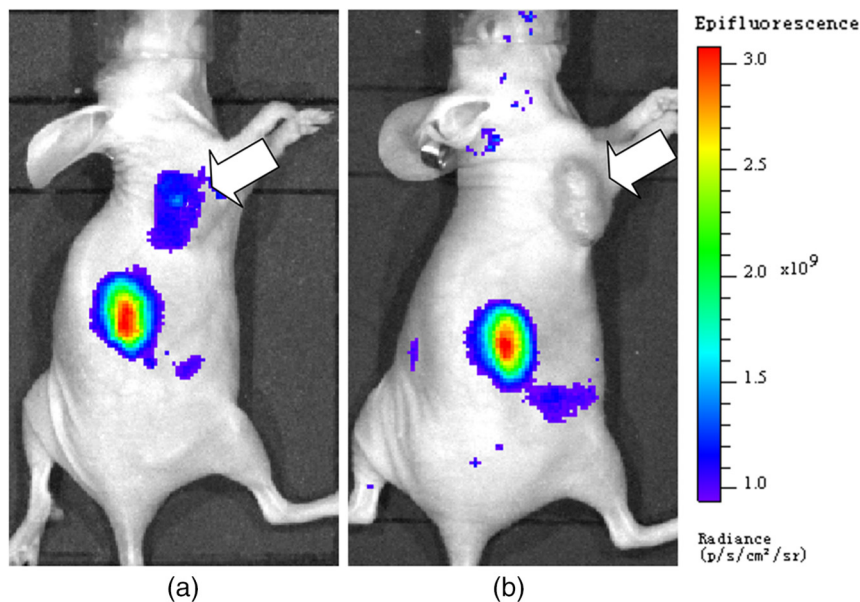 Epifluorescence
3.0
2.5
2.0 x10⁹
1.5
1.0
Radiance
(p/s/cm²/sr)
(a)
(b)